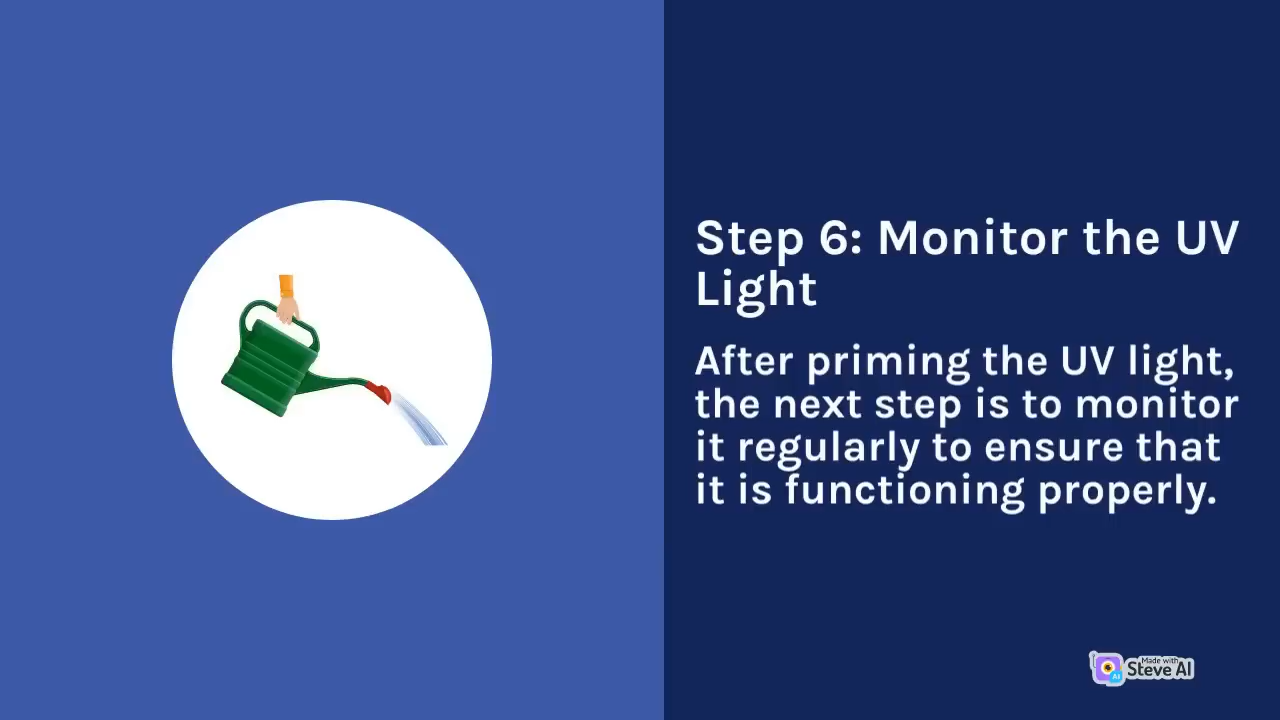 Step 6: Monitor the UV
Light
After priming the UV light,
the next step is to monitor
it regularly to ensure that
it is functioning properly.
Made with
Steve AI
AI